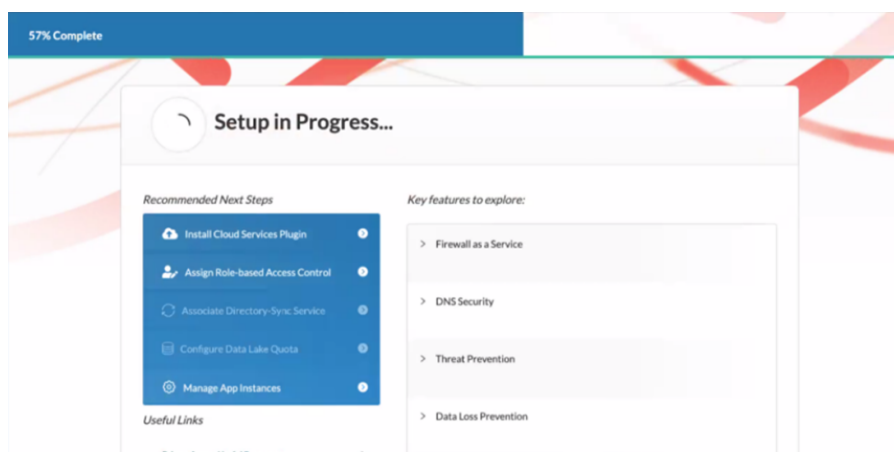 57% Complete
Setup in Progress...
Recommended Next Steps
Key features to explore:
Install Cloud Services Plugin
Assign Role-based Access Control
Associate Directory-Sync Service
Configure Data Lake Quota
Manage App Instances
Firewall as a Service
DNS Security
Threat Prevention
Data Loss Prevention
Useful Links